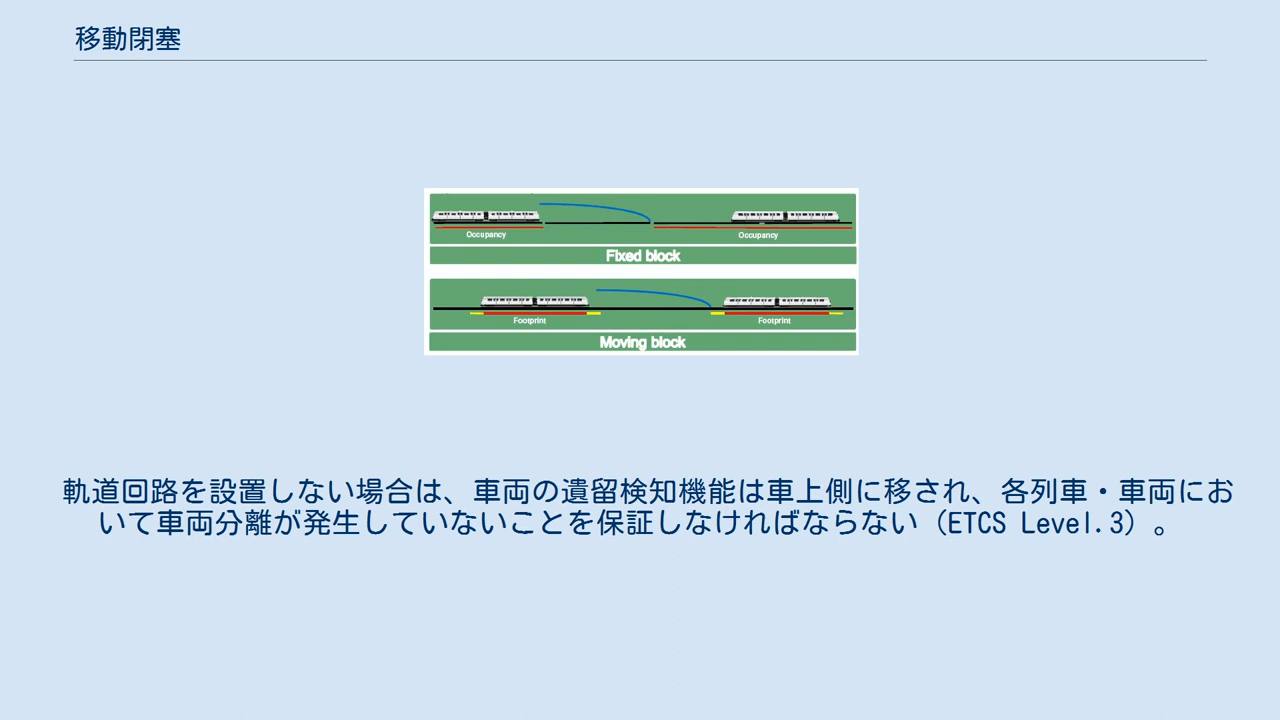 移動閉塞
Occupancy
Occupancy
Fixed block
Footprint
Footprint
Moving block
軌道回路を設置しない場合は、車両の遺留検知機能は車上側に移され、各列車・車両にお
いて車両分離が発生していないことを保証しなければならない（ETCS Level.3）。